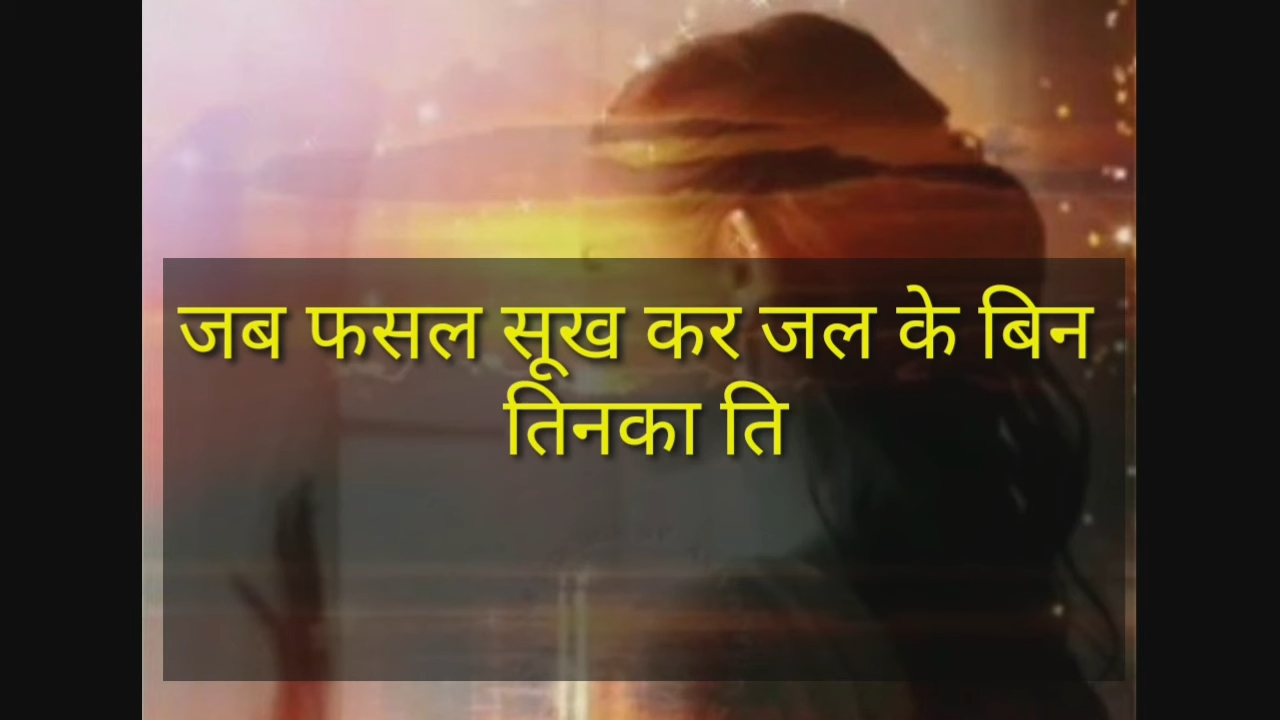 जब फसल सूख कर जल के बिन
तिनका ति